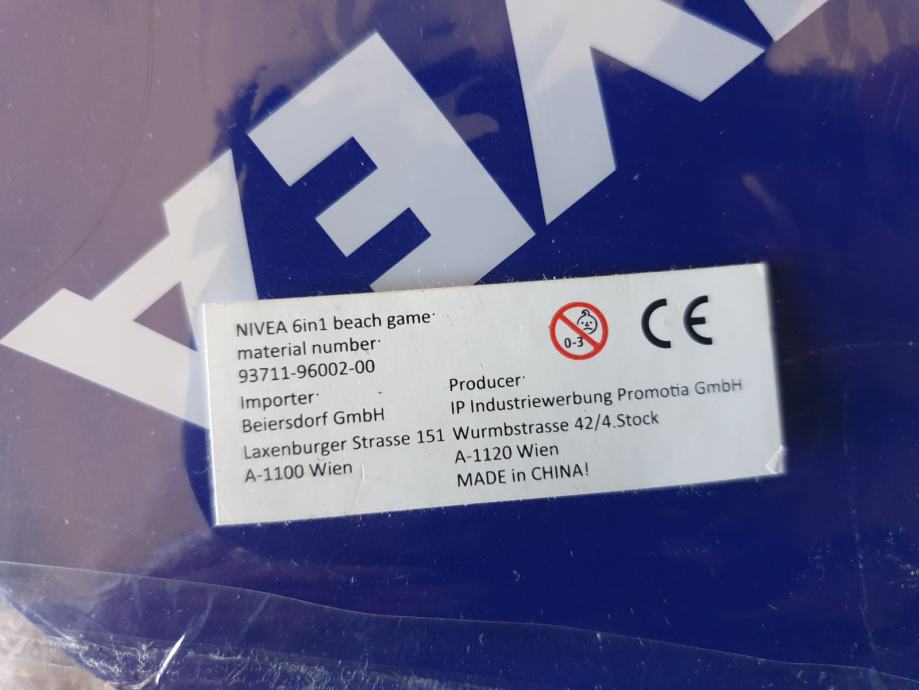 NIVEA
NIVEA 6in1 beach game
material number
93711-96002-00
Importer
Beiersdorf GmbH
Laxenburger Strasse 151
A-1100 Wien
0-3
CE
Producer
IP Industriewerbung Promotia GmbH
Wurmbstrasse 42/4.Stock
A-1120 Wien
MADE in CHINA!